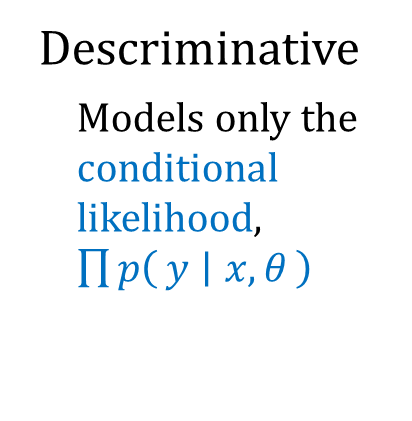 Descriminative
Models only the
conditional
likelihood,
∏ p( y | x, θ )